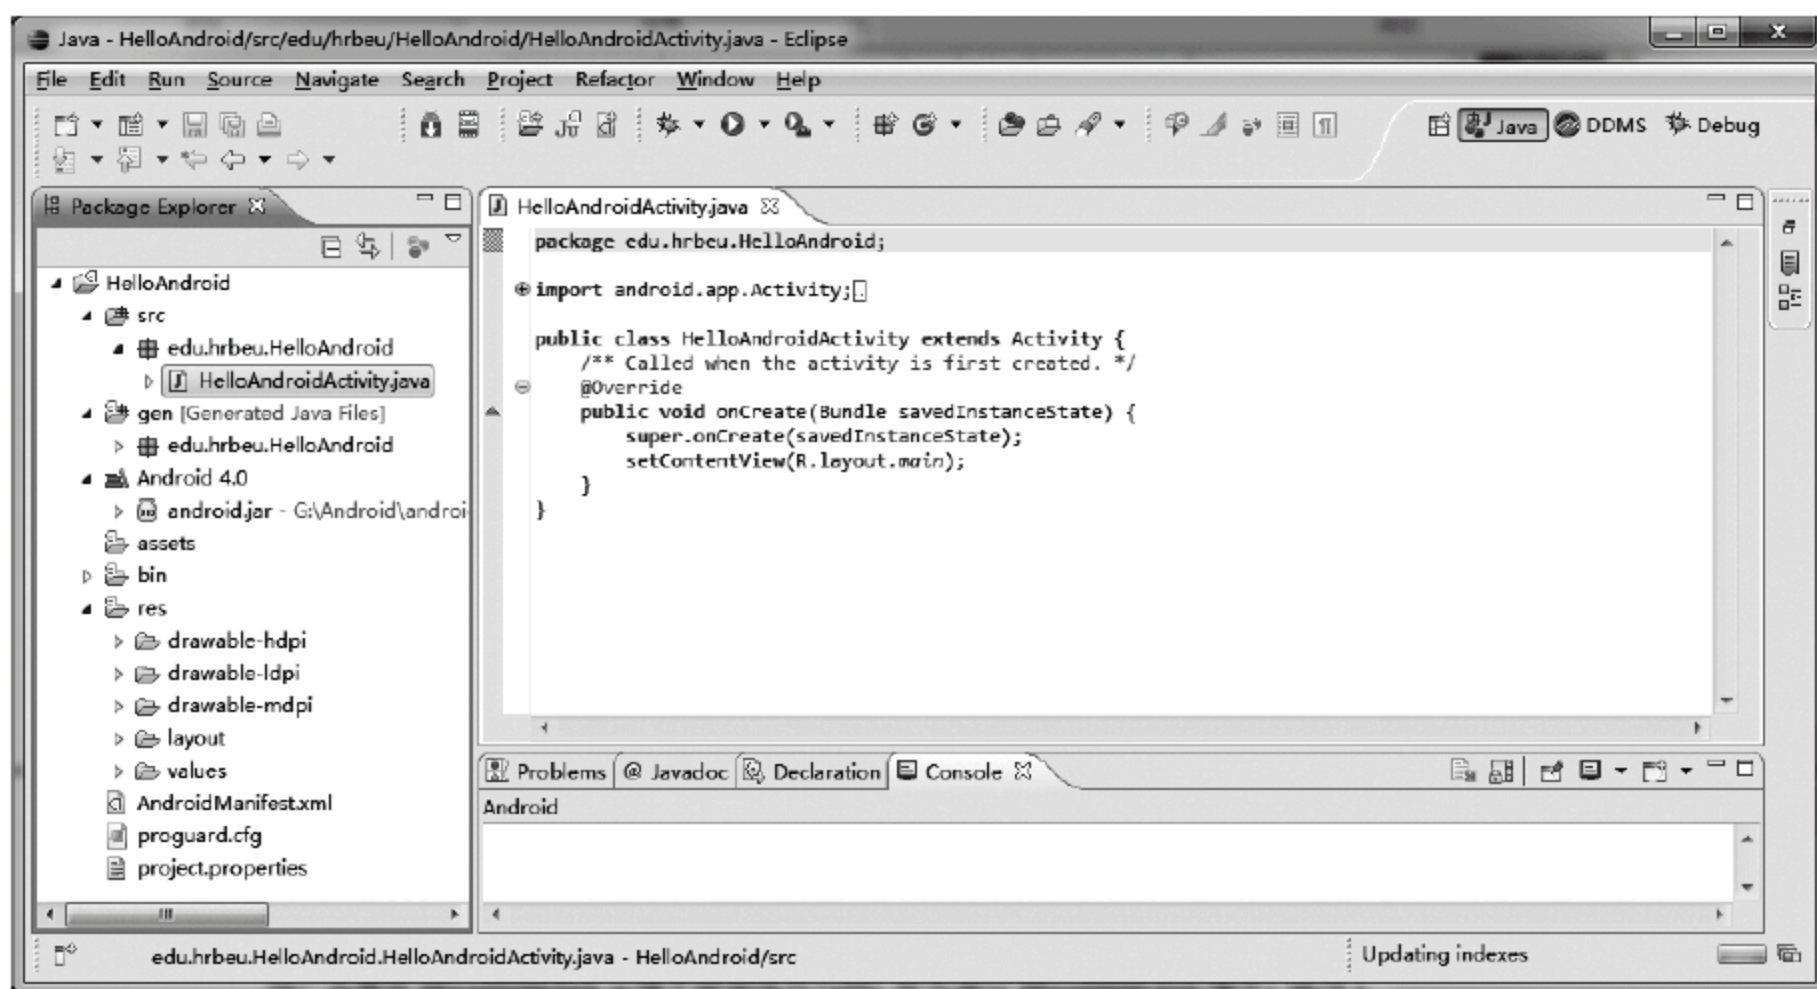 Java - HelloAndroid/src/edu/hrbeu/HelloAndroid/HelloAndroidActivity.java - Eclipse
File Edit Run Source Navigate Search Project Refactor Window Help
Java DDMS Debug
Package Explorer
HelloAndroid
src
edu.hrbeu.HelloAndroid
HelloAndroidActivity.java
gen [Generated Java Files]
edu.hrbeu.HelloAndroid
Android 4.0
android.jar - G:\Android\androi
assets
bin
res
drawable-hdpi
drawable-ldpi
drawable-mdpi
layout
values
AndroidManifest.xml
proguard.cfg
project.properties
HelloAndroidActivity.java
package edu.hrbeu.HelloAndroid;
import android.app.Activity;
public class HelloAndroidActivity extends Activity {
/** Called when the activity is first created. */
@Override
public void onCreate(Bundle savedInstanceState) {
super.onCreate(savedInstanceState);
setContentView(R.layout.main);
}
}
Problems @ Javadoc Declaration Console
Android
edu.hrbeu.HelloAndroid.HelloAndroidActivity.java - HelloAndroid/src
Updating indexes